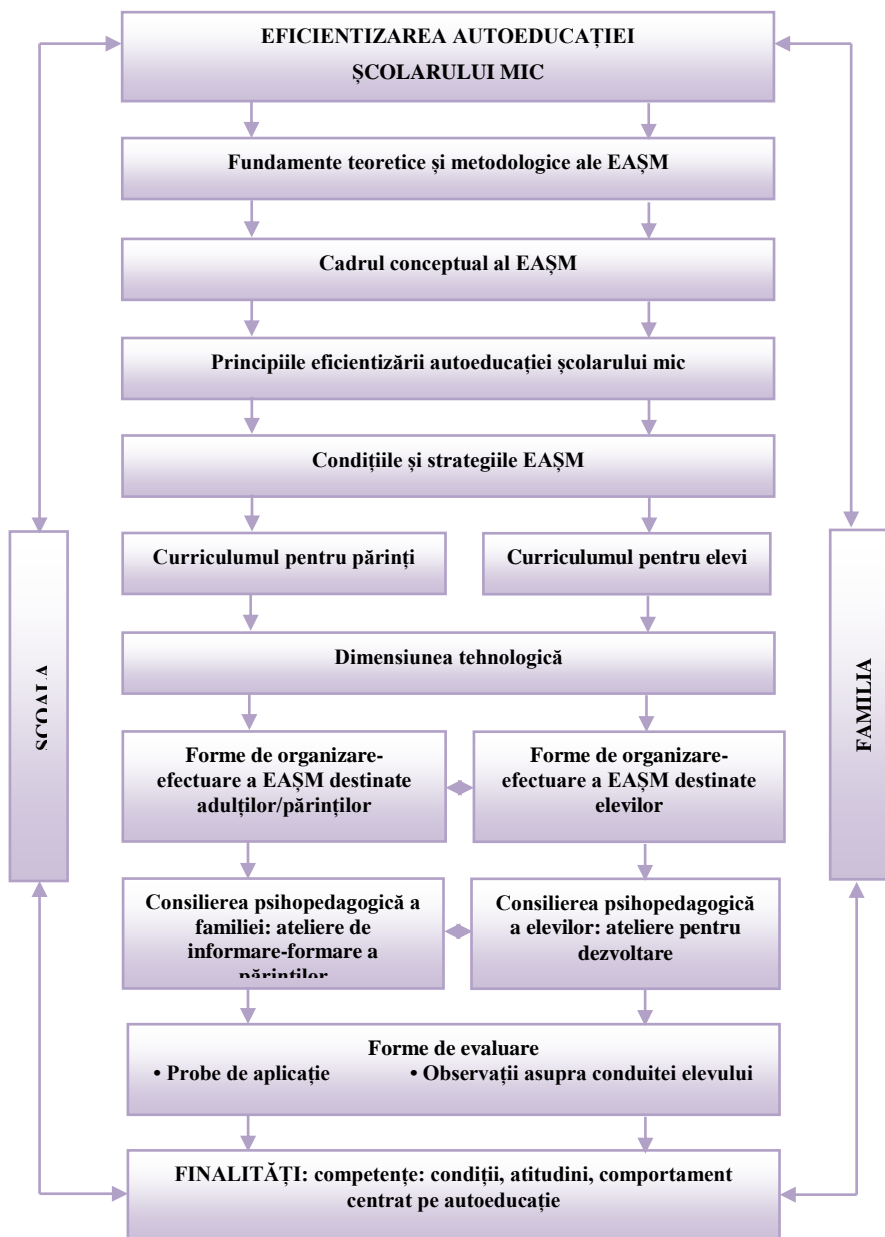 EFICIENTIZAREA AUTOEDUCAȚIEI
ȘCOLARULUI MIC
Fundamente teoretice și metodologice ale EAȘM
Cadrul conceptual al EAȘM
Principiile eficientizării autoeducației școlarului mic
Condițiile și strategiile EAȘM
Curriculumul pentru părinți
Curriculumul pentru elevi
Dimensiunea tehnologică
ȘCOALA
FAMILIA
Forme de organizare-
efectuare a EAȘM destinate
adulților/părinților
Forme de organizare-
efectuare a EAȘM destinate
elevilor
Consilierea psihopedagogică a
familiei: ateliere de
informare-formare a
părinților
Consilierea psihopedagogică
a elevilor: ateliere pentru
dezvoltare
Forme de evaluare
• Probe de aplicație • Observații asupra conduitei elevului
FINALITĂȚI: competențe: condiții, atitudini, comportament
centrat pe autoeducație